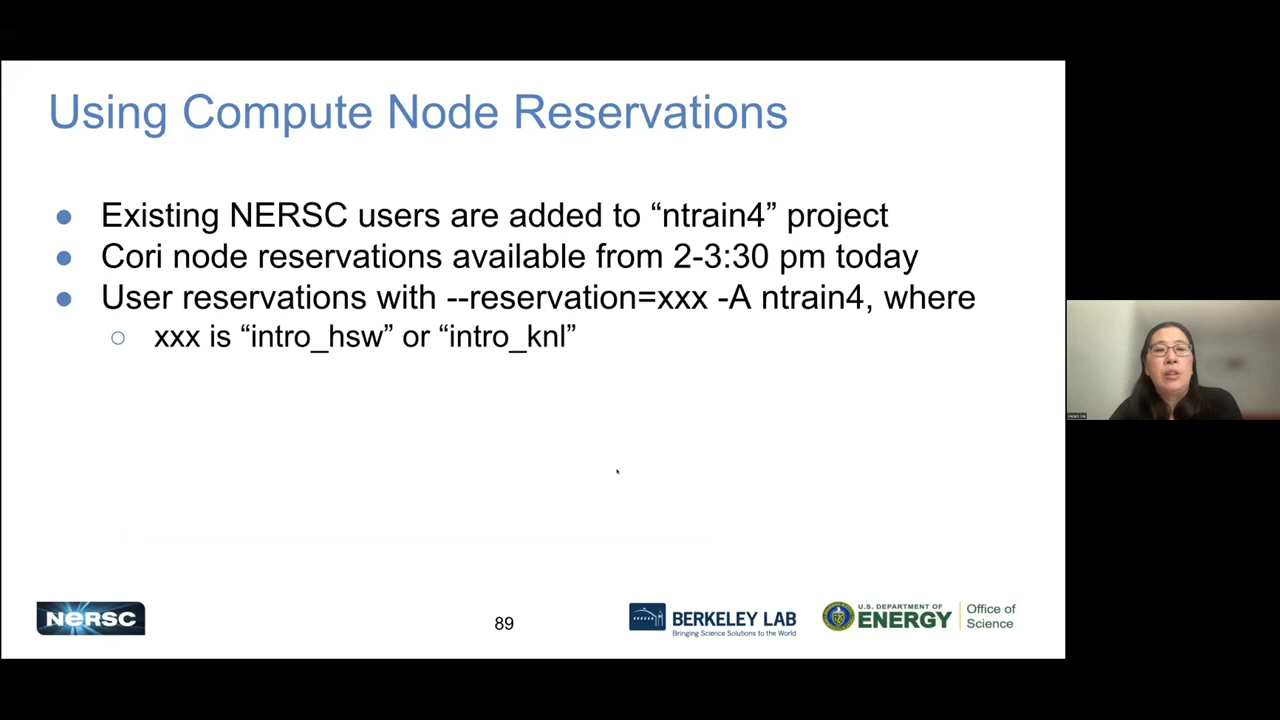 Using Compute Node Reservations
● Existing NERSC users are added to “ntrain4” project
● Cori node reservations available from 2-3:30 pm today
● User reservations with --reservation=xxx -A ntrain4, where
○ xxx is “intro_hsw” or “intro_knl”
NERSC
89
BERKELEY LAB
Bringing Science Solutions to the World
U.S. DEPARTMENT OF
ENERGY
Office of
Science